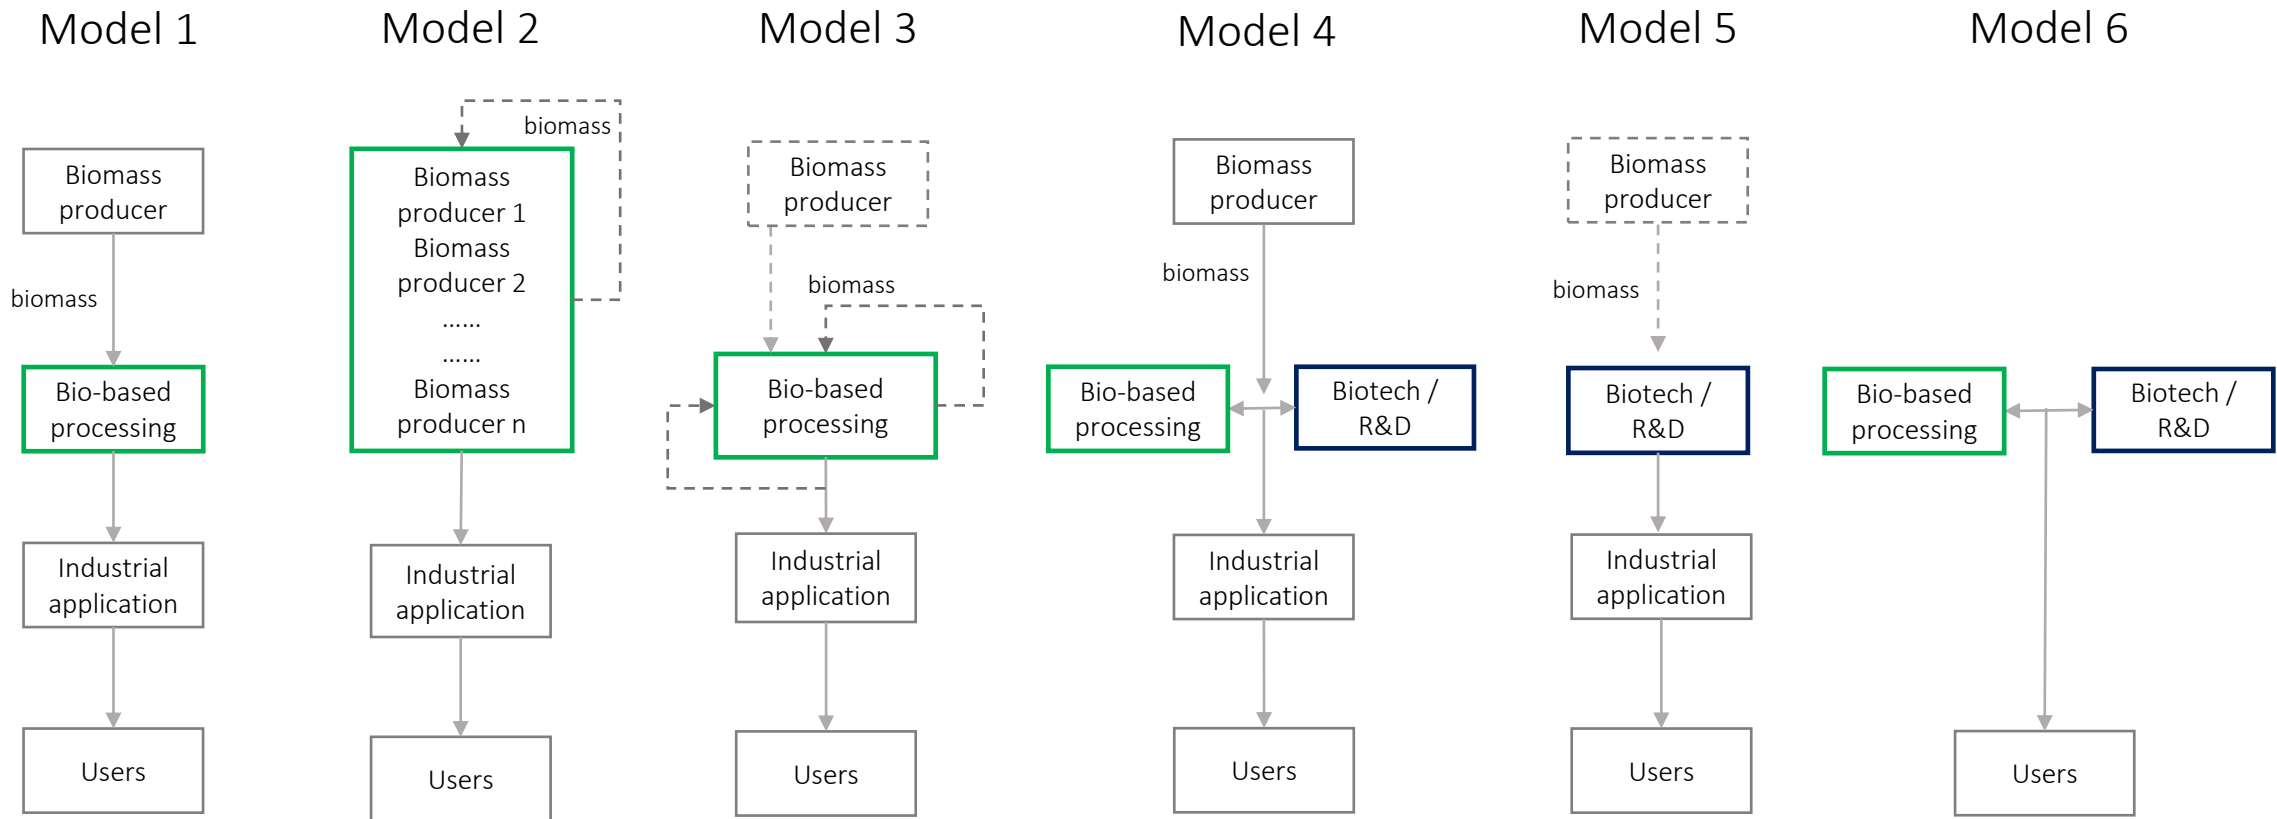 Model 1
Biomass
producer
biomass
Bio-based
processing
Industrial
application
Users
Model 2
biomass
Biomass
producer 1
Biomass
producer 2
......
......
Biomass
producer n
Industrial
application
Users
Model 3
Biomass
producer
biomass
Bio-based
processing
Industrial
application
Users
Model 4
Biomass
producer
biomass
Bio-based
processing
Biotech /
R&D
Industrial
application
Users
Model 5
Biomass
producer
biomass
Biotech /
R&D
Industrial
application
Users
Model 6
Bio-based
processing
Biotech /
R&D
Users